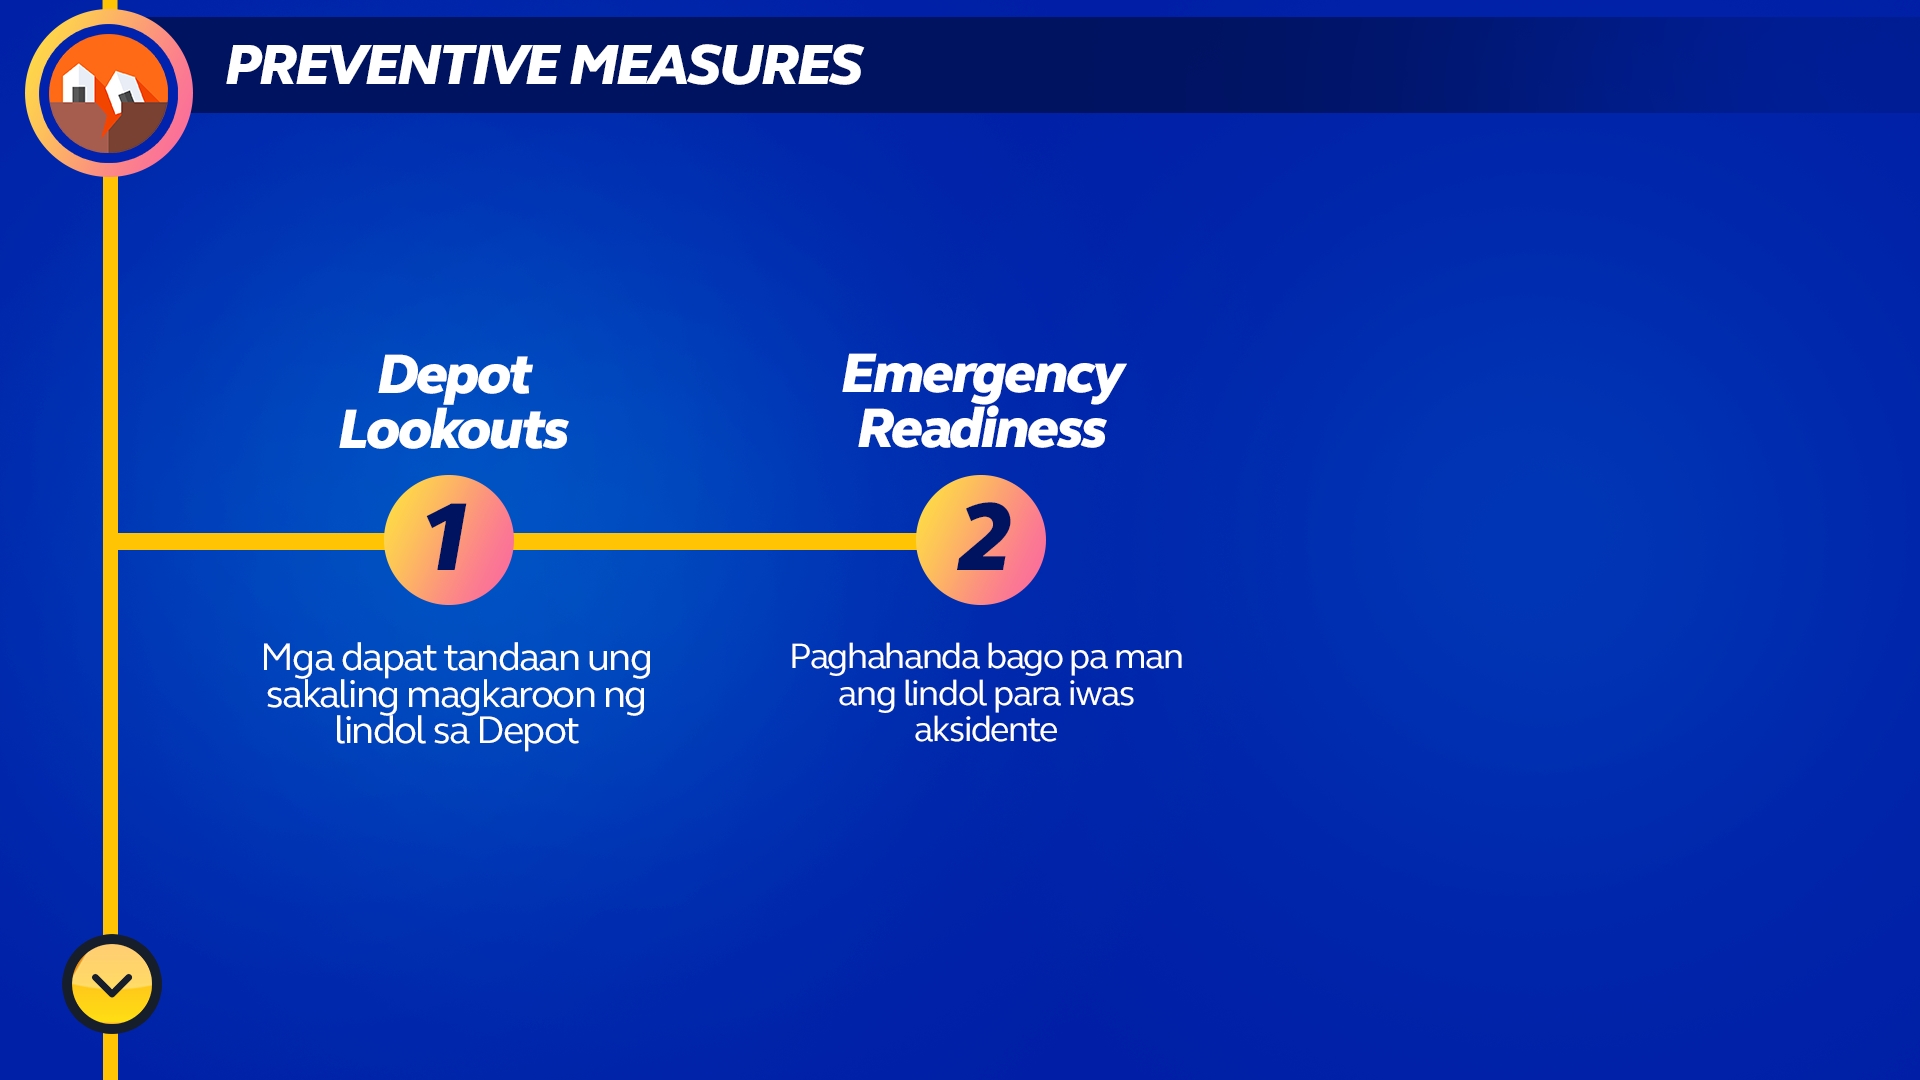 PREVENTIVE MEASURES
Depot
Lookouts
1
Mga dapat tandaan ung
sakaling magkaroon ng
lindol sa Depot
Emergency
Readiness
2
Paghahanda bago pa man
ang lindol para iwas
aksidente